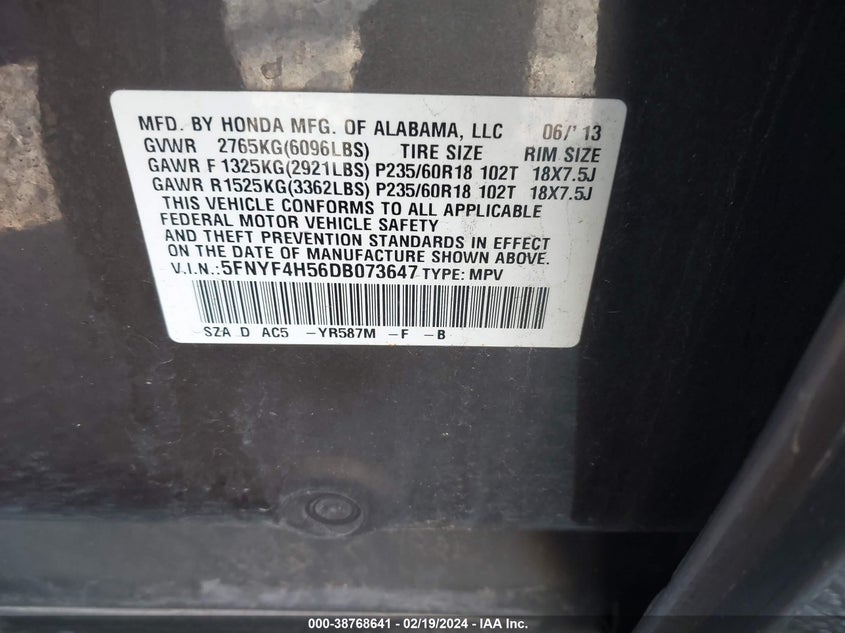 MFD. BY HONDA MFG. OF ALABAMA, LLC 06/'13
GVWR 2765KG(6096LBS) TIRE SIZE RIM SIZE
GAWR F 1325KG(2921LBS) P235/60R18 102T 18X7.5J
GAWR R1525KG(3362LBS) P235/60R18 102T 18X7.5J
THIS VEHICLE CONFORMS TO ALL APPLICABLE
FEDERAL MOTOR VEHICLE SAFETY
AND THEFT PREVENTION STANDARDS IN EFFECT
ON THE DATE OF MANUFACTURE SHOWN ABOVE.
V.I.N.:5FNYF4H56DB073647 TYPE: MPV
SZA D AC5 -YR587M -F -B
000-38768641 - 02/19/2024 - IAA Inc.